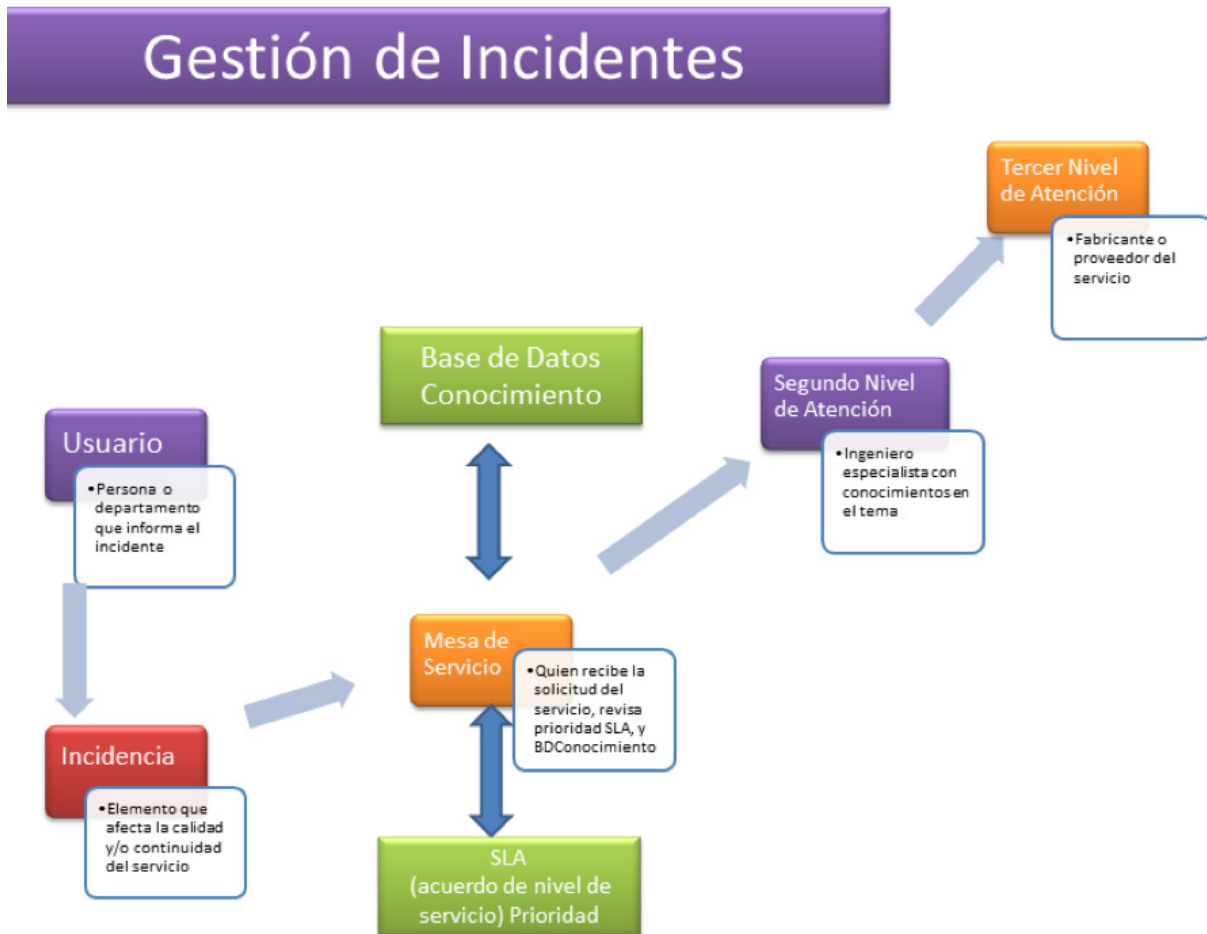 Gestión de Incidentes
Tercer Nivel
de Atención
•Fabricante o
proveedor del
servicio
Base de Datos
Conocimiento
Segundo Nivel
de Atención
•Ingeniero
especialista con
conocimientos en
el tema
Usuario
•Persona o
departamento
que informa el
incidente
Mesa de
Servicio
•Quien recibe la
solicitud del
servicio, revisa
prioridad SLA, y
BDConocimiento
Incidencia
•Elemento que
afecta la calidad
y/o continuidad
del servicio
SLA
(acuerdo de nivel de
servicio) Prioridad